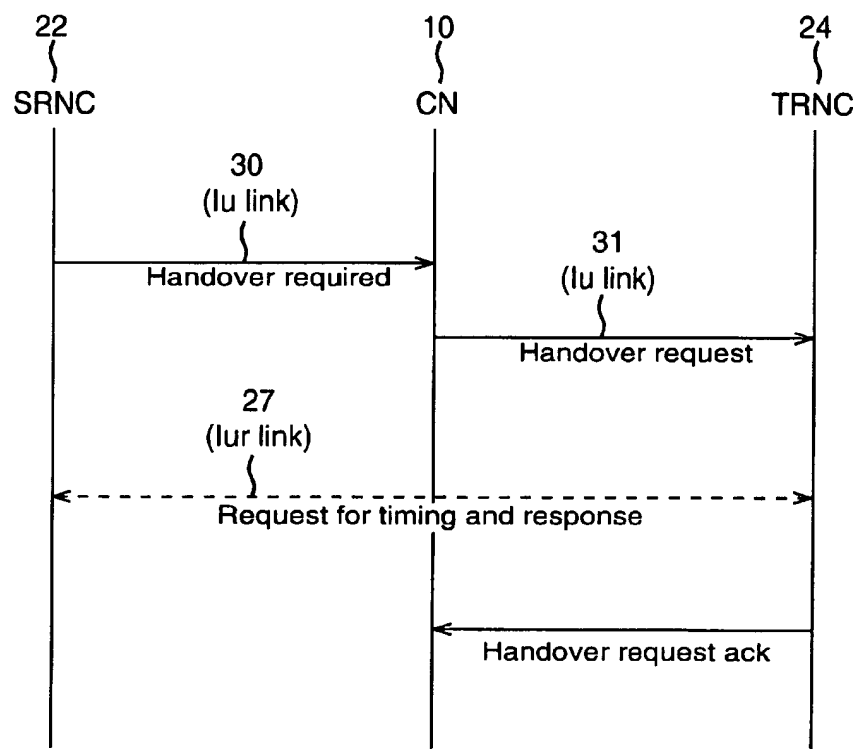 22
10
24
SRNC
CN
TRNC
30
(Iu link)
Handover required
31
(Iu link)
Handover request
27
(Iur link)
Request for timing and response
Handover request ack